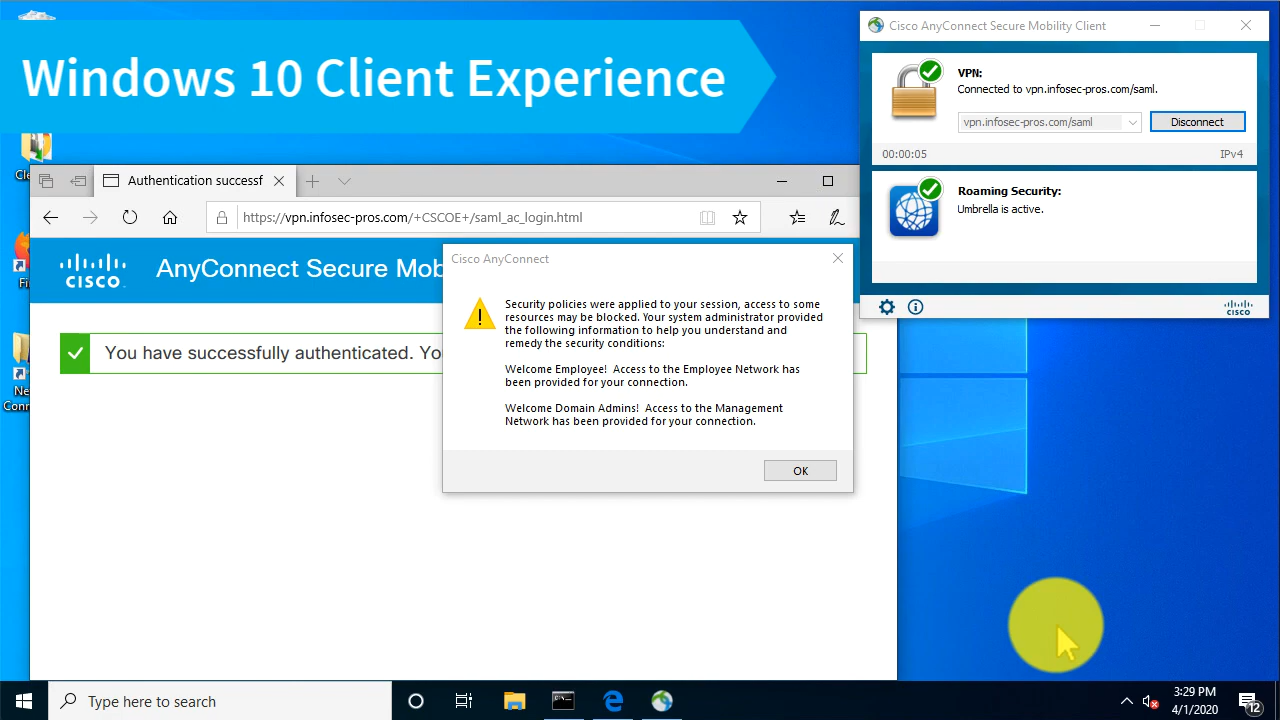 Windows 10 Client Experience
Cisco AnyConnect Secure Mobility Client
VPN:
Connected to vpn.infosec-pros.com/saml.
vpn.infosec-pros.com/saml
Disconnect
00:00:05
IPv4
Roaming Security:
Umbrella is active.
CISCO
Authentication successf
https://vpn.infosec-pros.com/+CSCOE+/saml_ac_login.html
CISCO
AnyConnect Secure Mob
You have successfully authenticated. Yo
Cisco AnyConnect
Security policies were applied to your session, access to some
resources may be blocked. Your system administrator provided
the following information to help you understand and
remedy the security conditions:
Welcome Employee! Access to the Employee Network has
been provided for your connection.
Welcome Domain Admins! Access to the Management
Network has been provided for your connection.
OK
Cle
Fi
Ne
Conn
Type here to search
3:29 PM
4/1/2020
12